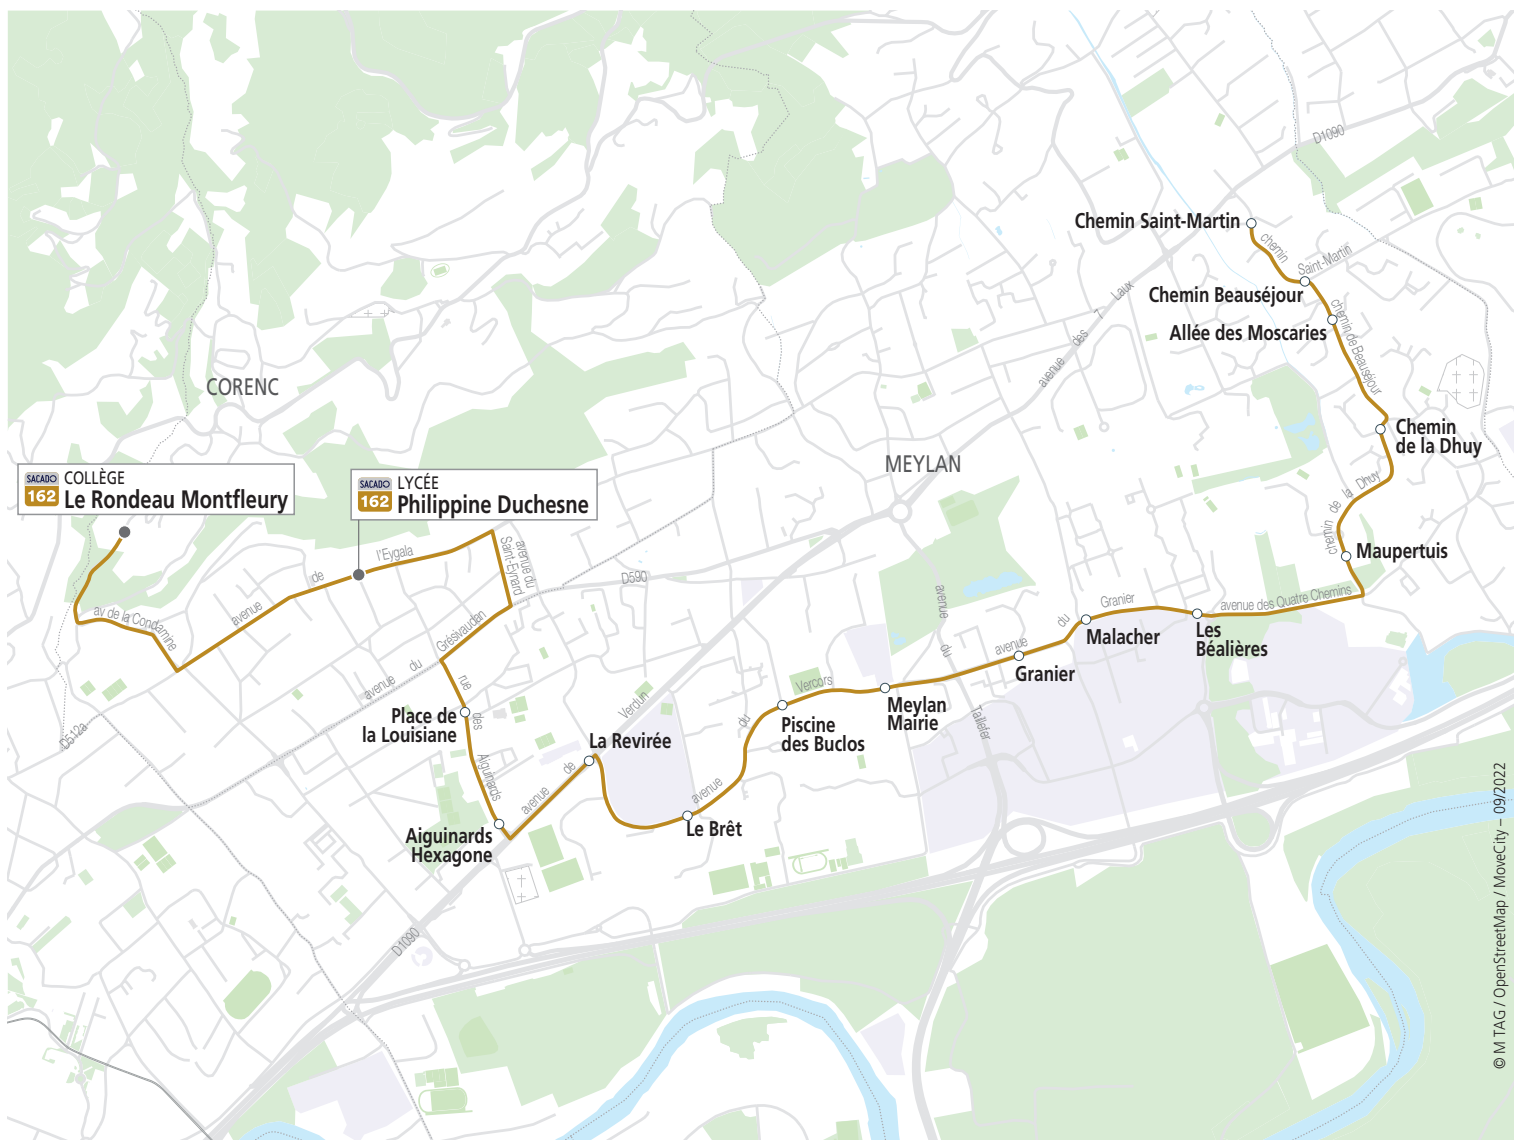 D1090
Chemin Saint-Martin
chemin
Saint-Martin
Chemin Beauséjour
Allée des Moscaries
chemin de Beauséjour
avenue des Laux
CORENC
MEYLAN
Chemin
de la Dhuy
chemin de la Dhuy
Maupertuis
SACADO
162
COLLÈGE
Le Rondeau Montfleury
SACADO
162
LYCÉE
Philippine Duchesne
avenue de l'Eygala
avenue du
Saint-Eynard
D590
av de la Condamine
avenue du Grésivaudan
avenue des Quatre Chemins
Les
Béalières
Malacher
avenue du Granier
Granier
avenue du Taillefer
Meylan
Mairie
avenue du Vercors
Piscine
des Buclos
Le Brêt
La Revirée
avenue de Verdun
rue des Aiguinards
Place de
la Louisiane
Aiguinards
Hexagone
D512a
D1090
© M TAG / OpenStreetMap / MoveCity – 09/2022